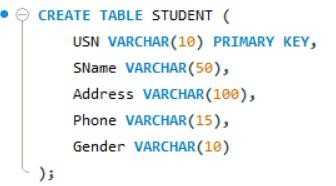 CREATE TABLE STUDENT (
USN VARCHAR(10) PRIMARY KEY,
SName VARCHAR(50),
Address VARCHAR(100),
Phone VARCHAR(15),
Gender VARCHAR(10)
);